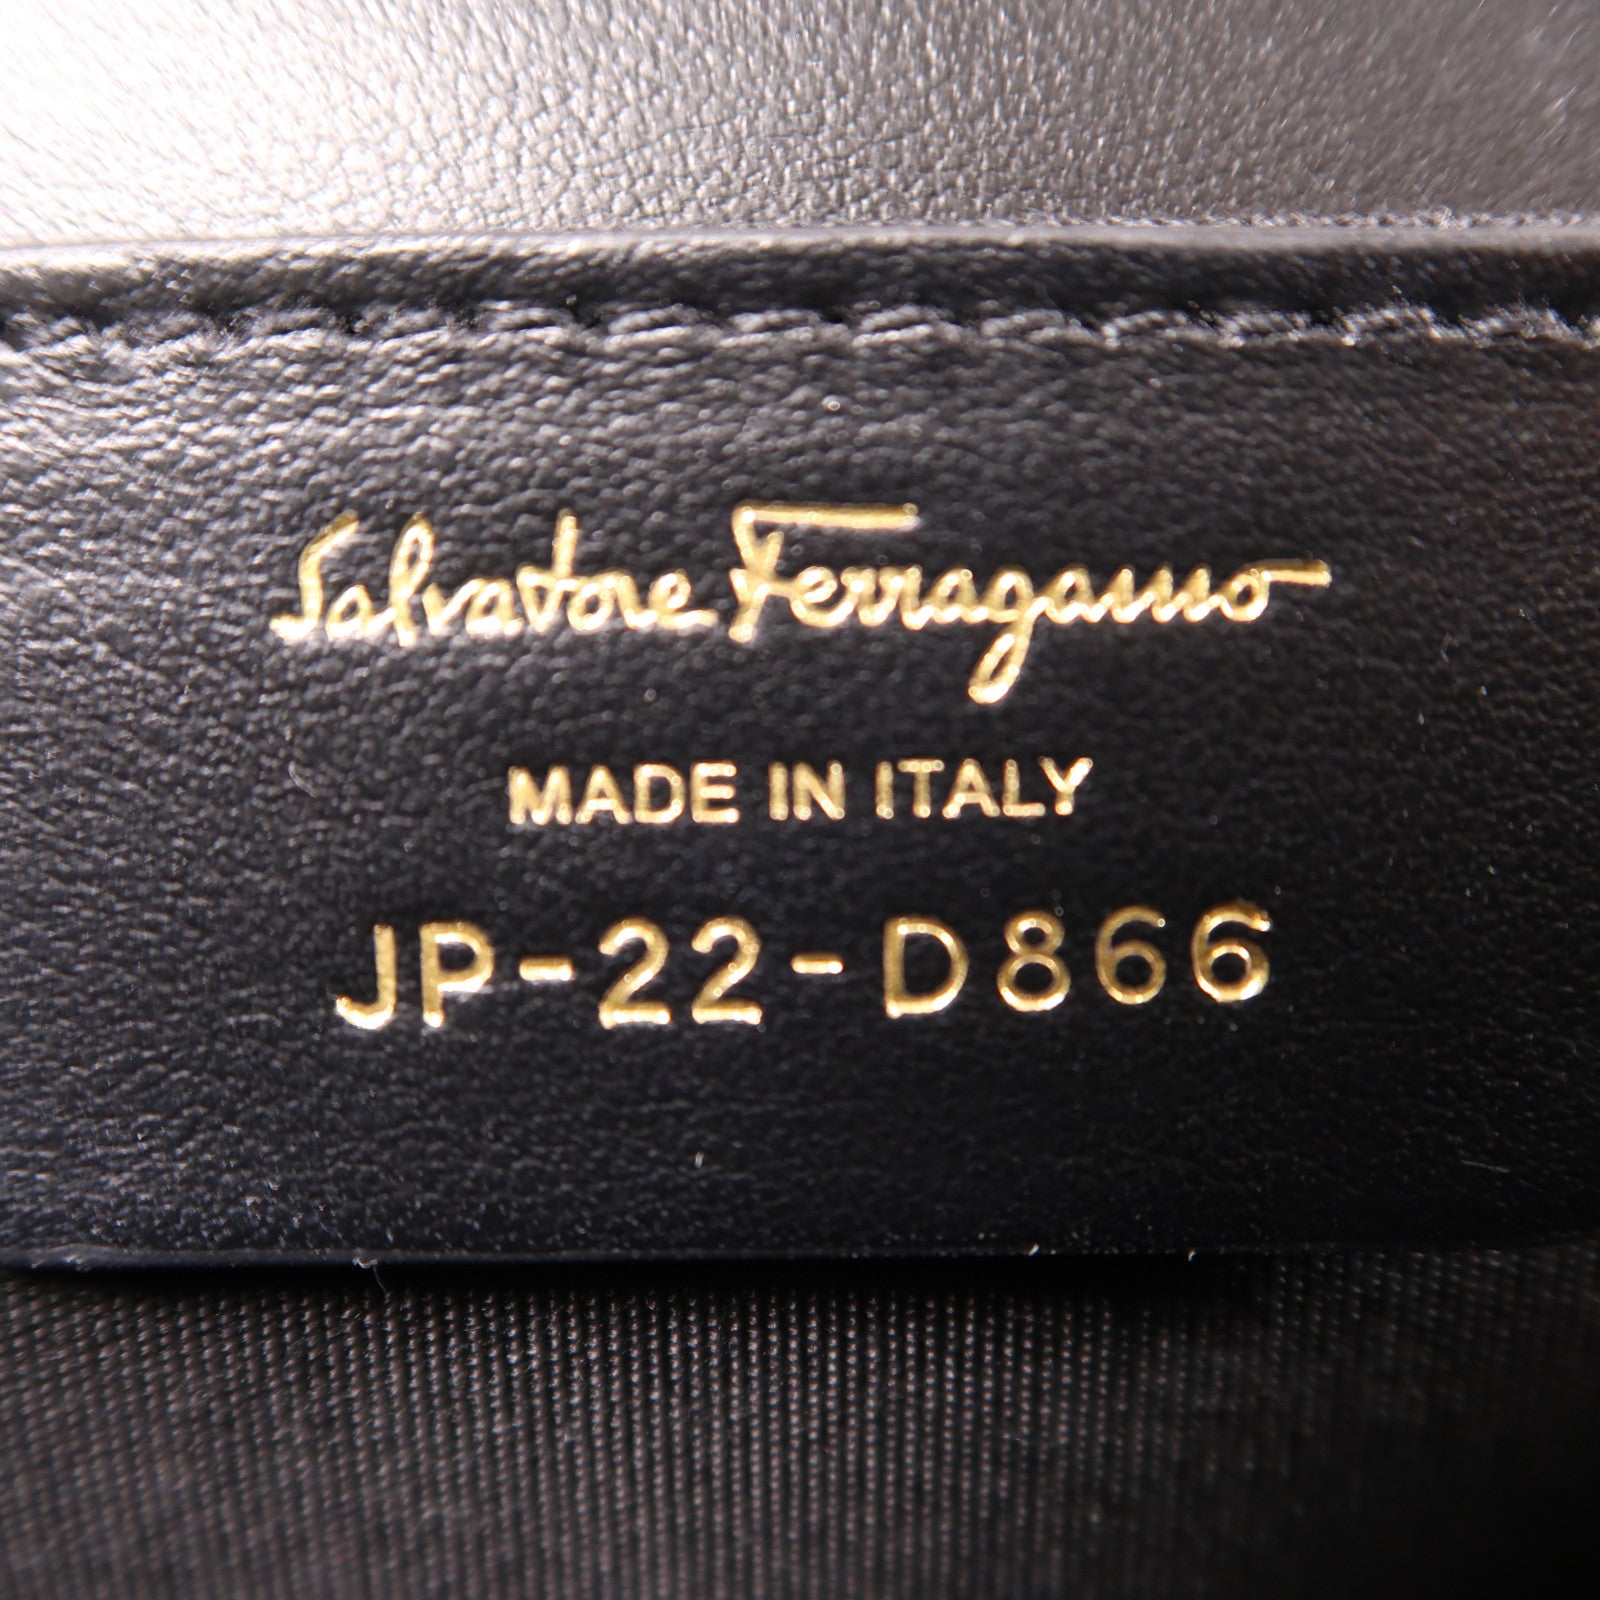 Salvatore Ferragamo
MADE IN ITALY
JP-22-D866